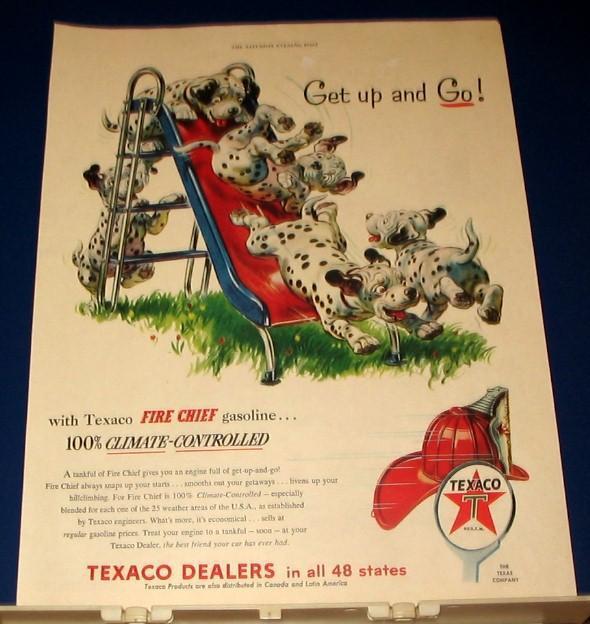 THE SATURDAY EVENING POST
Get up and Go!
with Texaco FIRE CHIEF gasoline...
100% CLIMATE-CONTROLLED
A tankful of Fire Chief gives you an engine full of get-up-and-go!
Fire Chief always snaps up your starts . . . smooths out your getaways . . . livens up your
hillclimbing. For Fire Chief is 100% Climate-Controlled — especially
blended for each one of the 25 weather areas of the U.S.A., as established
by Texaco engineers. What's more, it's economical . . . sells at
regular gasoline prices. Treat your engine to a tankful — soon — at your
Texaco Dealer, the best friend your car has ever had.
TEXACO
T
REG. T.M.
TEXACO DEALERS in all 48 states
Texaco Products are also distributed in Canada and Latin America
THE
TEXAS
COMPANY